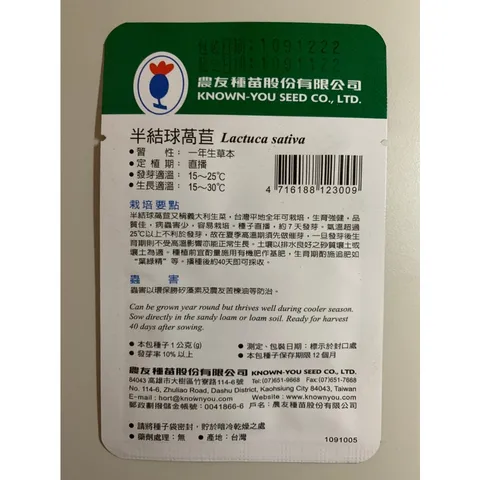 1091222
農友種苗股份有限公司
KNOWN-YOU SEED CO., LTD.
半結球萵苣 Lactuca sativa
●習　　性：一年生草本
●定 植 期：直播
●發芽適溫：15～25℃
●生長適溫：15～30℃
4 716188 123009
栽培要點
半結球萵苣又稱義大利生菜，台灣平地全年可栽培，生育強健，品
質佳，病蟲害少，容易栽培。種子直播，約7天發芽，氣溫超過
25℃以上不利於發芽，故在夏季高溫期須先做催芽，一旦發芽後生
育期則不受高溫影響亦能正常生長。土壤以排水良好之砂質壤土或
壤土為適。種植前宜酌量施用有機肥作基肥，生育期酌施追肥如
"葉綠精"等，播種後約40天即可採收。
蟲　害
蟲害以環保勝矽藻素及農友苦楝油等防治。
Can be grown year round but thrives well during cooler season.
Sow directly in the sandy loam or loam soil. Ready for harvest
40 days after sowing.
●本包種子1公克(g)　●測定、包裝日期：標示於封口處
●發芽率10%以上　●本包種子保存期限12個月
農友種苗股份有限公司 KNOWN-YOU SEED CO., LTD.
84043 高雄市大樹區竹寮路114-6號 Tel:(07)651-9668 Fax:(07)651-7668
No. 114-6, Zhuliao Road, Dashu District, Kaohsiung City 84043, Taiwan
E-mail : hort@knownyou.com Website : www.knownyou.com
郵政劃撥儲金帳號：0041866-6 戶名：農友種苗股份有限公司
●請將種子袋密封，貯於暗冷乾燥之處
●藥劑處理：無　●產地：台灣
1091005